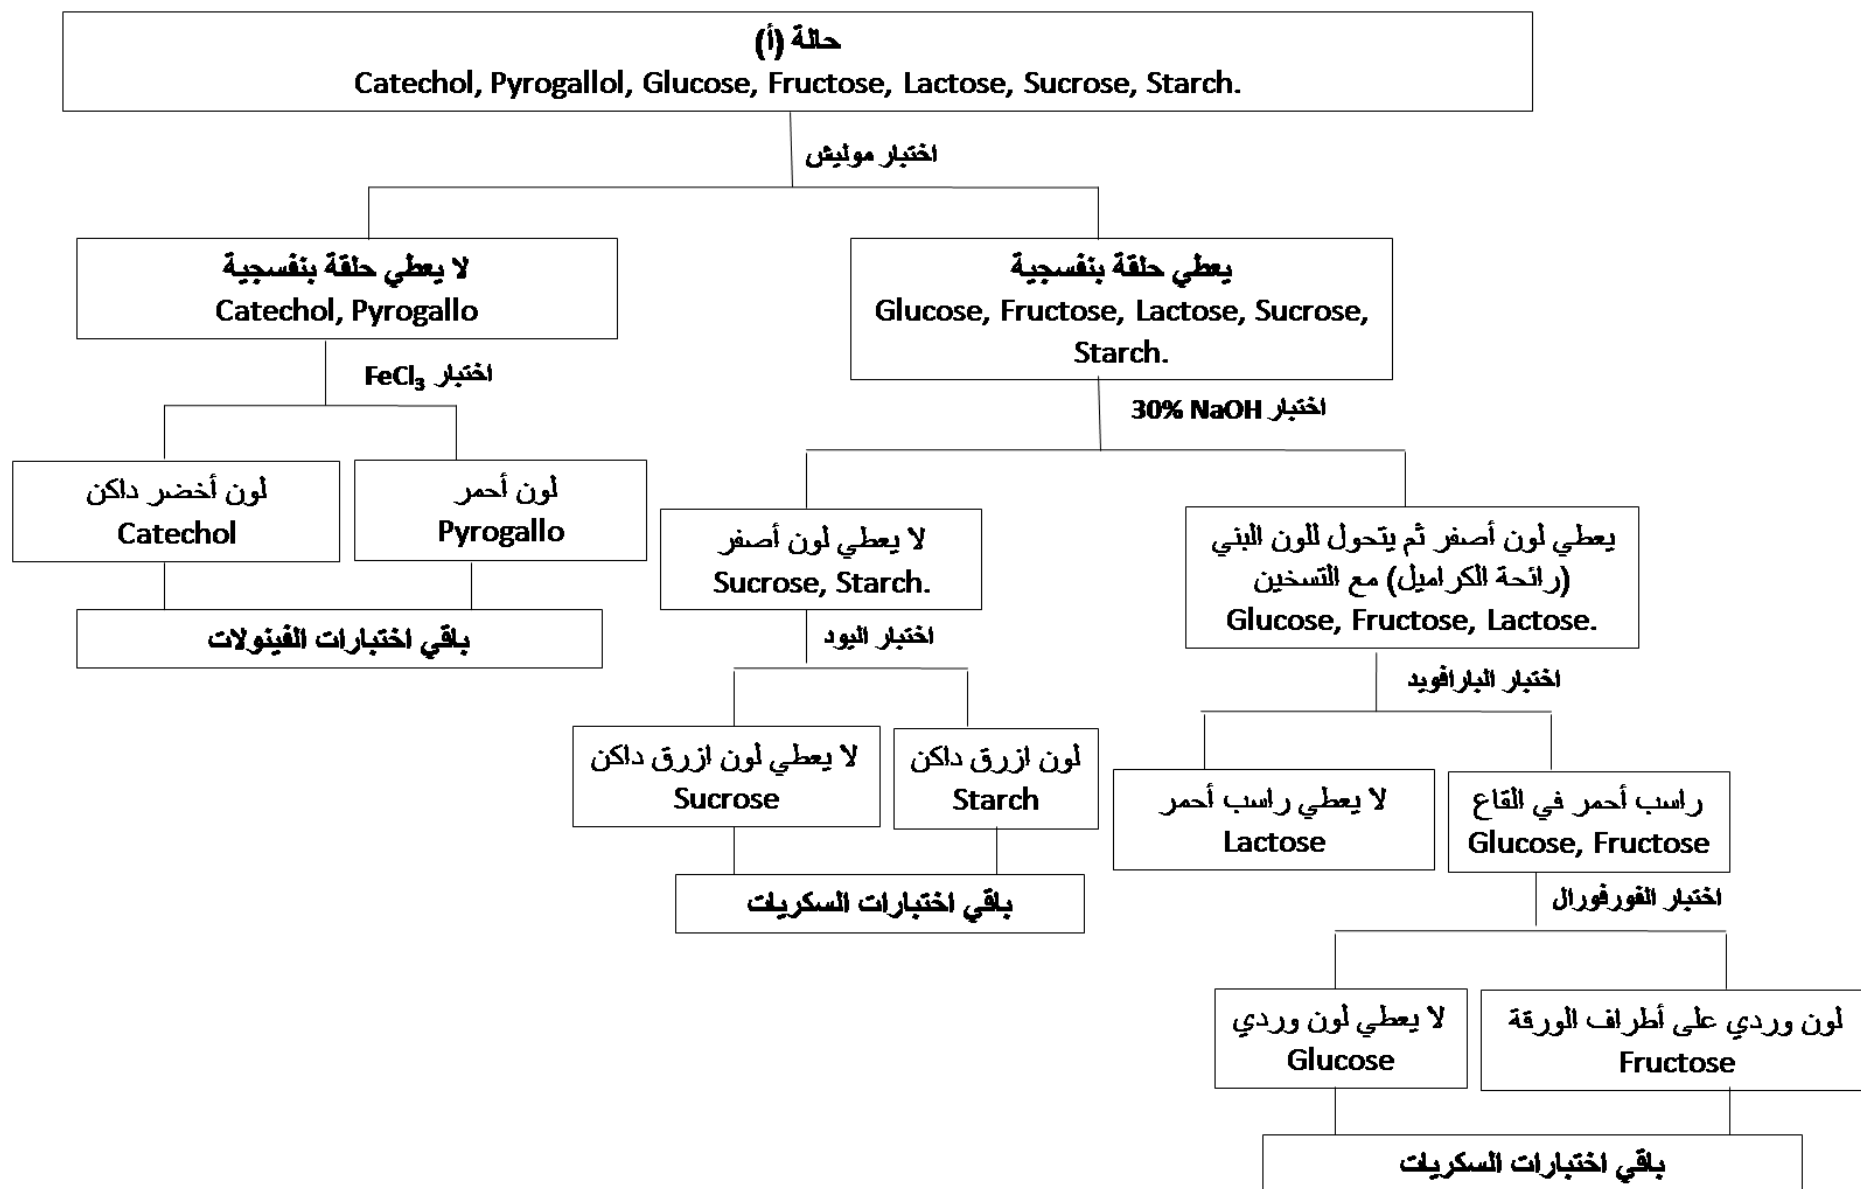 حالة (أ)
Catechol, Pyrogallol, Glucose, Fructose, Lactose, Sucrose, Starch.
اختبار موليش
لا يعطي حلقة بنفسجية
Catechol, Pyrogallo
يعطي حلقة بنفسجية
Glucose, Fructose, Lactose, Sucrose,
Starch.
اختبار FeCl₃
اختبار 30% NaOH
لون أخضر داكن
Catechol
لون أحمر
Pyrogallo
باقي اختبارات الفينولات
لا يعطي لون أصفر
Sucrose, Starch.
يعطي لون أصفر ثم يتحول للون البني
(رائحة الكراميل) مع التسخين
Glucose, Fructose, Lactose.
اختبار اليود
اختبار البارافويد
لا يعطي لون ازرق داكن
Sucrose
لون ازرق داكن
Starch
باقي اختبارات السكريات
لا يعطي راسب أحمر
Lactose
راسب أحمر في القاع
Glucose, Fructose
اختبار الفورفورال
لا يعطي لون وردي
Glucose
لون وردي على أطراف الورقة
Fructose
باقي اختبارات السكريات